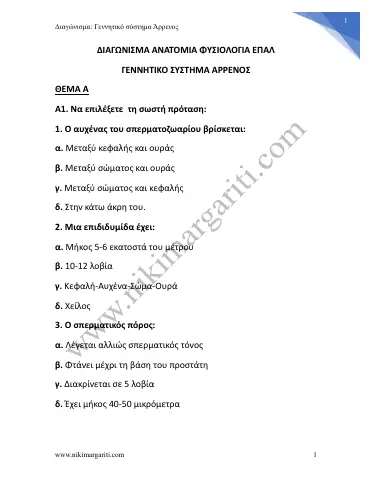 Διαγώνισμα: Γεννητικό σύστημα Άρρενος
1
ΔΙΑΓΩΝΙΣΜΑ ΑΝΑΤΟΜΙΑ ΦΥΣΙΟΛΟΓΙΑ ΕΠΑΛ
ΓΕΝΝΗΤΙΚΟ ΣΥΣΤΗΜΑ ΑΡΡΕΝΟΣ
ΘΕΜΑ Α
Α1. Να επιλέξετε τη σωστή πρόταση:
1. Ο αυχένας του σπερματοζωαρίου βρίσκεται:
α. Μεταξύ κεφαλής και ουράς
β. Μεταξύ σώματος και ουράς
γ. Μεταξύ σώματος και κεφαλής
δ. Στην κάτω άκρη του.
2. Μια επιδιδυμίδα έχει:
α. Μήκος 5-6 εκατοστά του μέτρου
β. 10-12 λοβία
γ. Κεφαλή-Αυχένα-Σώμα-Ουρά
δ. Χείλος
3. Ο σπερματικός πόρος:
α. Λέγεται αλλιώς σπερματικός τόνος
β. Φτάνει μέχρι τη βάση του προστάτη
γ. Διακρίνεται σε 5 λοβία
δ. Έχει μήκος 40-50 μικρόμετρα
www.nikimargariti.com
www.nikimargariti.com
1